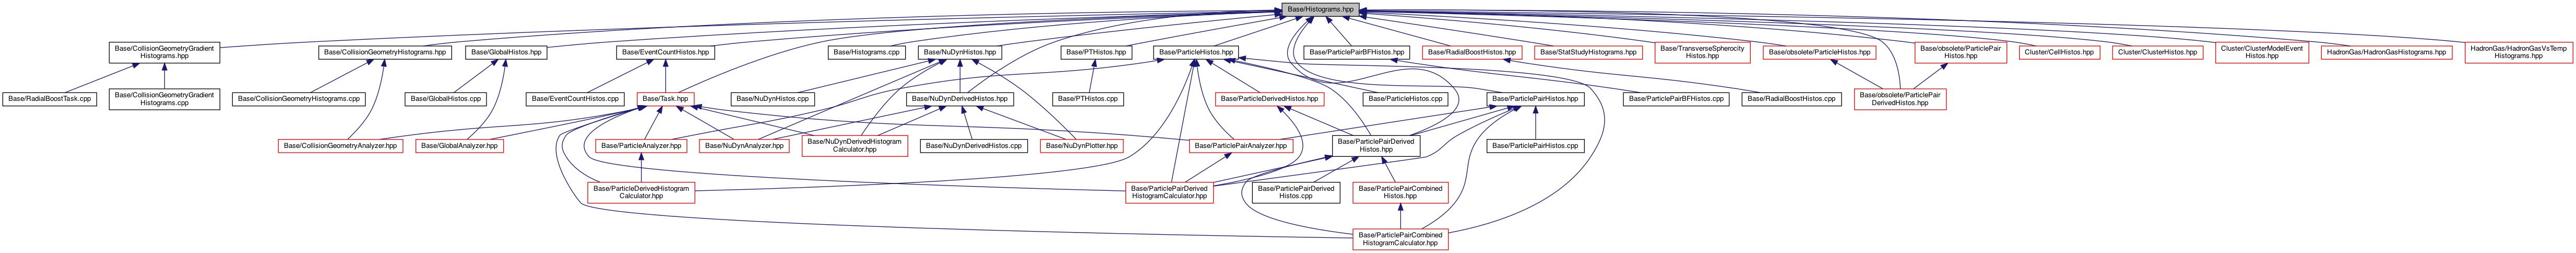 Base/Histograms.hpp
Base/CollisionGeometryGradient
Histograms.hpp
Base/CollisionGeometryHistograms.hpp
Base/GlobalHistos.hpp
Base/EventCountHistos.hpp
Base/Histograms.cpp
Base/NuDynHistos.hpp
Base/PTHistos.hpp
Base/ParticleHistos.hpp
Base/ParticlePairBFHistos.hpp
Base/RadialBoostHistos.hpp
Base/StatStudyHistograms.hpp
Base/TransverseSpherocity
Histos.hpp
Base/obsolete/ParticleHistos.hpp
Base/obsolete/ParticlePair
Histos.hpp
Cluster/CellHistos.hpp
Cluster/ClusterHistos.hpp
Cluster/ClusterModelEvent
Histos.hpp
HadronGas/HadronGasHistograms.hpp
HadronGas/HadronGasVsTemp
Histograms.hpp
Base/RadialBoostTask.cpp
Base/CollisionGeometryGradient
Histograms.cpp
Base/CollisionGeometryHistograms.cpp
Base/GlobalHistos.cpp
Base/EventCountHistos.cpp
Base/Task.hpp
Base/NuDynHistos.cpp
Base/NuDynDerivedHistos.hpp
Base/PTHistos.cpp
Base/ParticleDerivedHistos.hpp
Base/ParticleHistos.cpp
Base/ParticlePairHistos.hpp
Base/ParticlePairBFHistos.cpp
Base/RadialBoostHistos.cpp
Base/obsolete/ParticlePair
DerivedHistos.hpp
Base/CollisionGeometryAnalyzer.hpp
Base/GlobalAnalyzer.hpp
Base/ParticleAnalyzer.hpp
Base/NuDynAnalyzer.hpp
Base/NuDynDerivedHistogram
Calculator.hpp
Base/NuDynDerivedHistos.cpp
Base/NuDynPlotter.hpp
Base/ParticlePairAnalyzer.hpp
Base/ParticlePairDerived
Histos.hpp
Base/ParticlePairHistos.cpp
Base/ParticleDerivedHistogram
Calculator.hpp
Base/ParticlePairDerived
HistogramCalculator.hpp
Base/ParticlePairDerived
Histos.cpp
Base/ParticlePairCombined
Histos.hpp
Base/ParticlePairCombined
HistogramCalculator.hpp